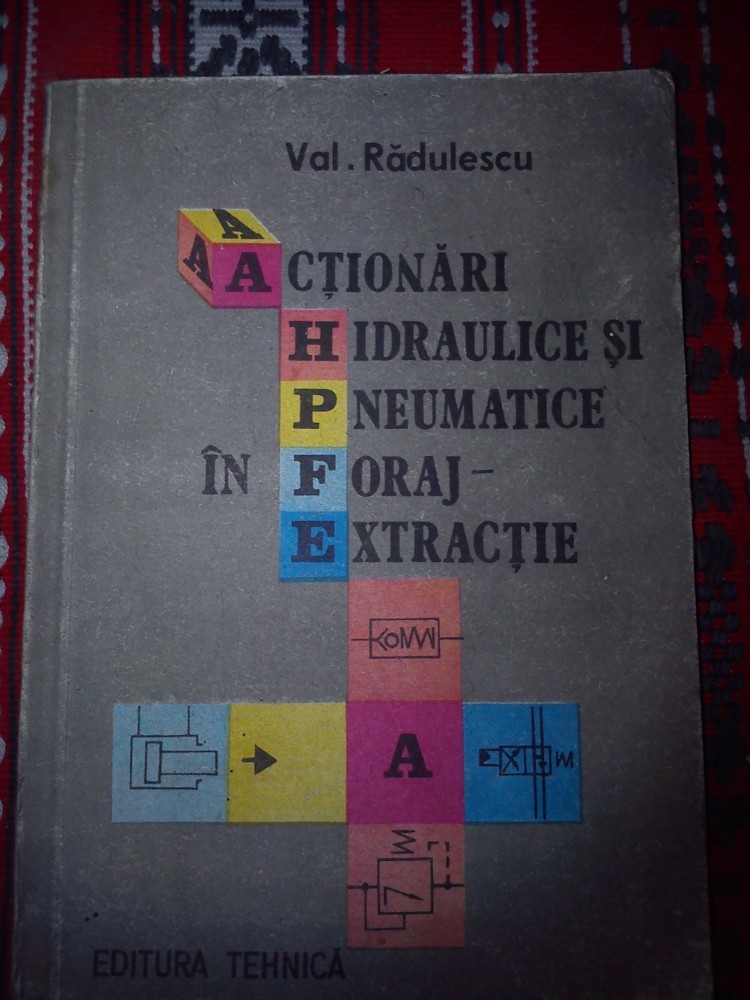 Val. Rădulescu
A
A
ACȚIONĂRI
HIDRAULICE ȘI
PNEUMATICE
ÎN FORAJ-
EXTRACȚIE
A
EDITURA TEHNICĂ